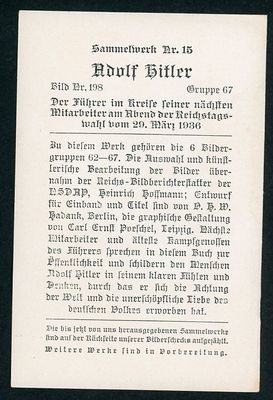 Sammelwerk Nr. 15
Adolf Hitler
Bild Nr. 198 Gruppe 67
Der Führer im Kreise seiner nächsten
Mitarbeiter am Abend der Reichstags-
wahl vom 29. März 1936
Zu diesem Werk gehören die 6 Bilder-
gruppen 62—67. Die Auswahl und künst-
lerische Bearbeitung der Bilder über-
nahm der Reichs-Bildberichterstatter der
NSDAP, Heinrich Hoffmann; Entwurf
für Einband und Titel sind von O. H. W.
Hadank, Berlin, die graphische Gestaltung
von Carl Ernst Poeschel, Leipzig. Nächste
Mitarbeiter und älteste Kampfgenossen
des Führers sprechen in diesem Buch zur
Öffentlichkeit und schildern den Menschen
Adolf Hitler in seinem klaren Fühlen und
Denken, durch das er sich die Achtung
der Welt und die unerschöpfliche Liebe des
deutschen Volkes erworben hat.
Die bis jetzt von uns herausgegebenen Sammelwerke
sind auf der Rückseite unserer Bilderschecks aufgezählt.
Weitere Werke sind in Vorbereitung.